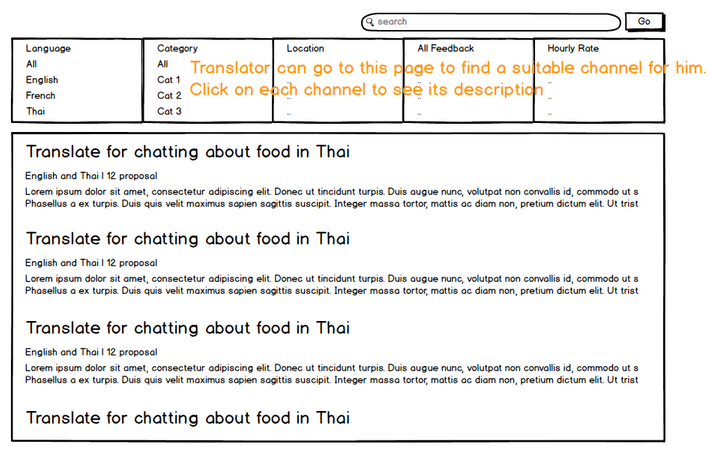 search
Go
Language
Category
Location
All Feedback
Hourly Rate
All
All
English
Cat 1
..
French
Cat 2
..
Thai
Cat 3
..
..
..
Translator can go to this page to find a suitable channel for him.
Click on each channel to see its description
Translate for chatting about food in Thai
English and Thai | 12 proposal
Lorem ipsum dolor sit amet, consectetur adipiscing elit. Donec ut tincidunt turpis. Duis augue nunc, volutpat non convallis id, commodo ut s
Phasellus a ex turpis. Duis quis velit maximus sapien sagittis suscipit. Integer massa tortor, mattis ac diam non, pretium dictum elit. Ut trist
Translate for chatting about food in Thai
English and Thai | 12 proposal
Lorem ipsum dolor sit amet, consectetur adipiscing elit. Donec ut tincidunt turpis. Duis augue nunc, volutpat non convallis id, commodo ut s
Phasellus a ex turpis. Duis quis velit maximus sapien sagittis suscipit. Integer massa tortor, mattis ac diam non, pretium dictum elit. Ut trist
Translate for chatting about food in Thai
English and Thai | 12 proposal
Lorem ipsum dolor sit amet, consectetur adipiscing elit. Donec ut tincidunt turpis. Duis augue nunc, volutpat non convallis id, commodo ut s
Phasellus a ex turpis. Duis quis velit maximus sapien sagittis suscipit. Integer massa tortor, mattis ac diam non, pretium dictum elit. Ut trist
Translate for chatting about food in Thai